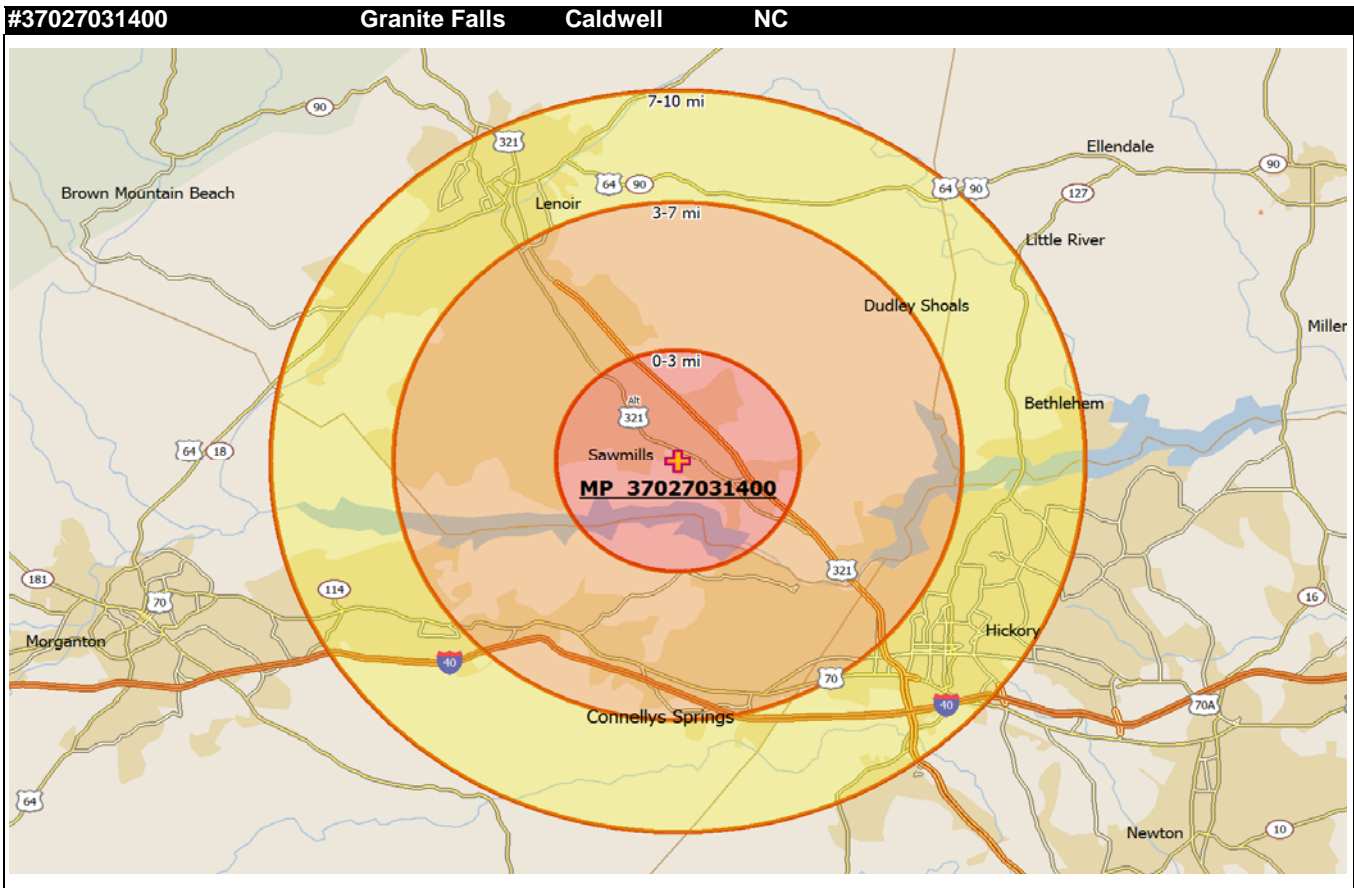 #37027031400 Granite Falls Caldwell NC
7-10 mi
90
321
Ellendale
90
64 90
64 90
127
Brown Mountain Beach
Lenoir
3-7 mi
Little River
Dudley Shoals
Miller
0-3 mi
Alt
321
Bethlehem
64 18
Sawmills
MP 37027031400
321
181
114
70
16
Morganton
Hickory
40
70
40
70A
Connellys Springs
64
Newton
10